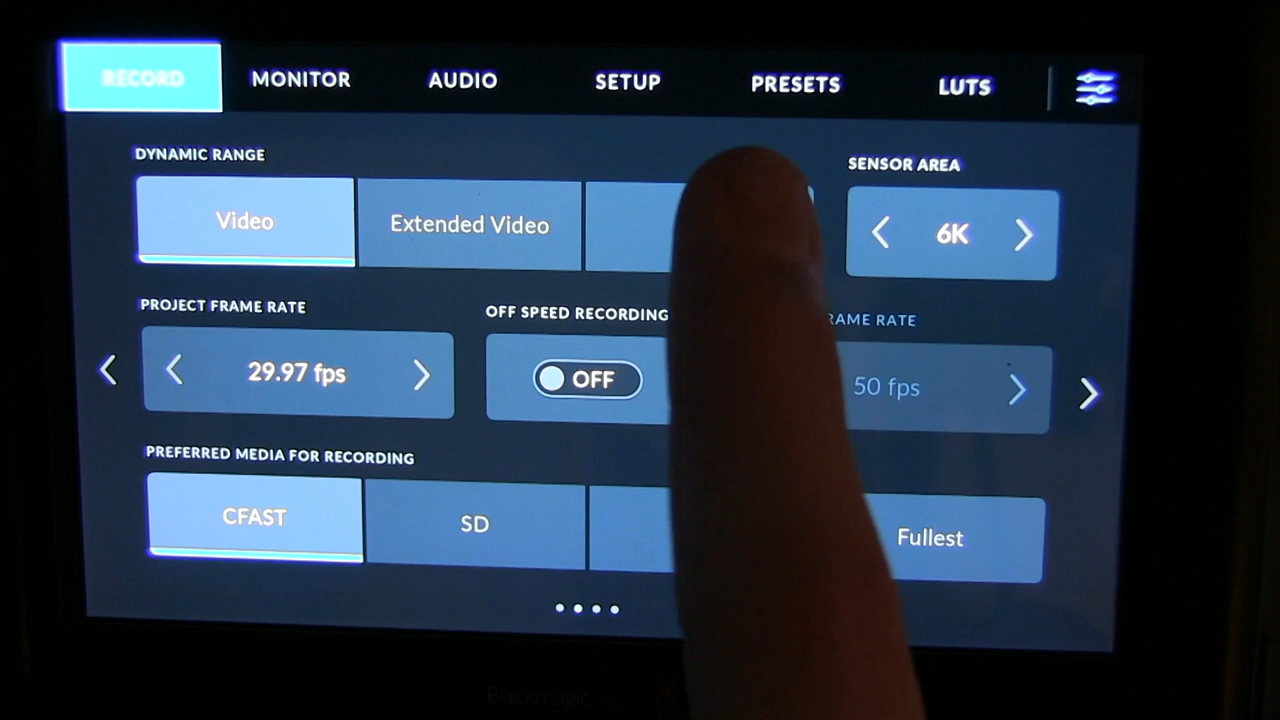 RECORD MONITOR AUDIO SETUP PRESETS LUTS
DYNAMIC RANGE SENSOR AREA
Video Extended Video 6K
PROJECT FRAME RATE OFF SPEED RECORDING RAME RATE
29.97 fps OFF 50 fps
PREFERRED MEDIA FOR RECORDING
CFAST SD Fullest
Blackmagic